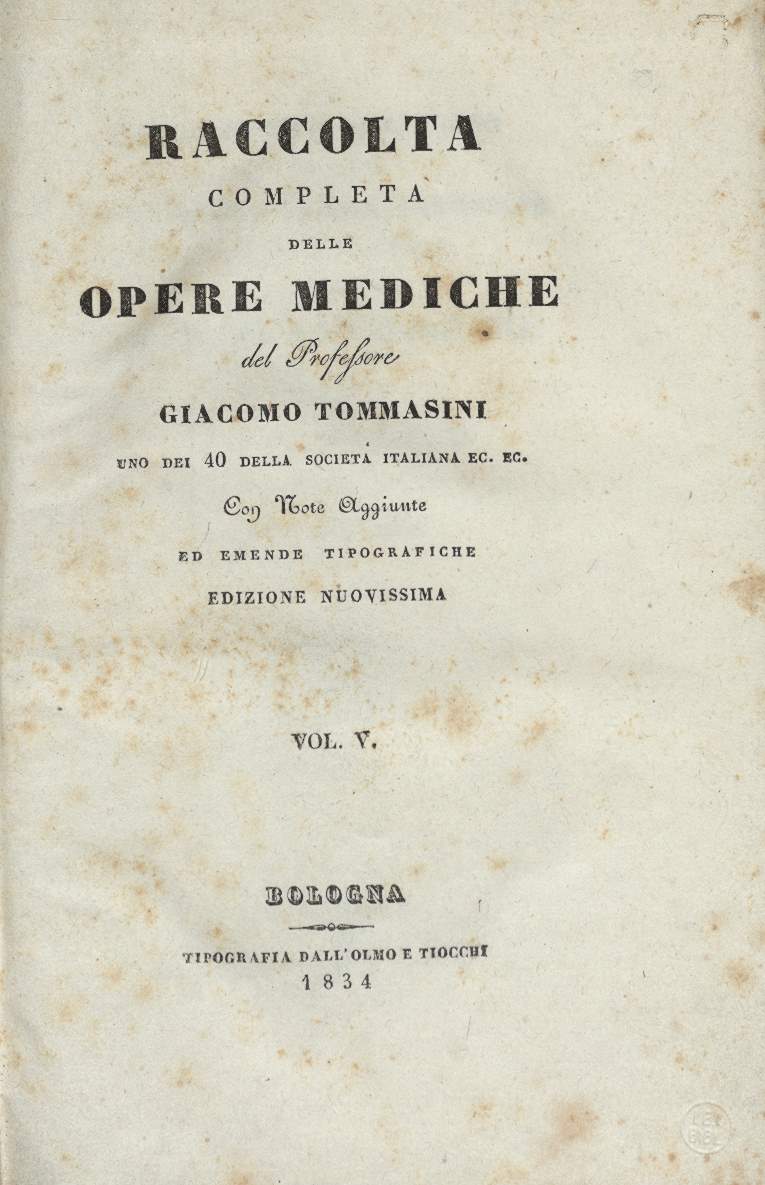 RACCOLTA
COMPLETA
DELLE
OPERE MEDICHE
del Professore
GIACOMO TOMMASINI
UNO DEI 40 DELLA SOCIETÁ ITALIANA EC. EC.
Con Note Aggiunte
ED EMENDE TIPOGRAFICHE
EDIZIONE NUOVISSIMA
VOL. V.
BOLOGNA
TIPOGRAFIA DALL'OLMO E TIOCCHI
1834